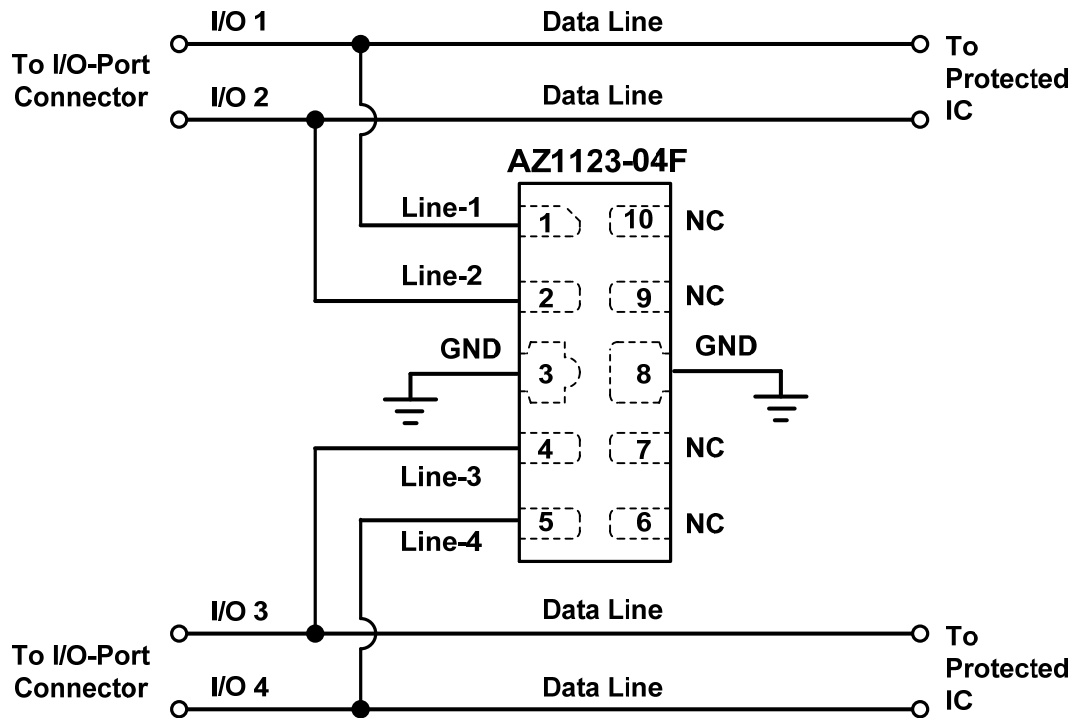 I/O 1
Data Line
To I/O-Port
Connector
To
Protected
IC
I/O 2
Data Line
AZ1123-04F
Line-1
1
10
NC
Line-2
2
9
NC
GND
3
8
GND
4
7
NC
Line-3
5
6
NC
Line-4
I/O 3
Data Line
To I/O-Port
Connector
To
Protected
IC
I/O 4
Data Line